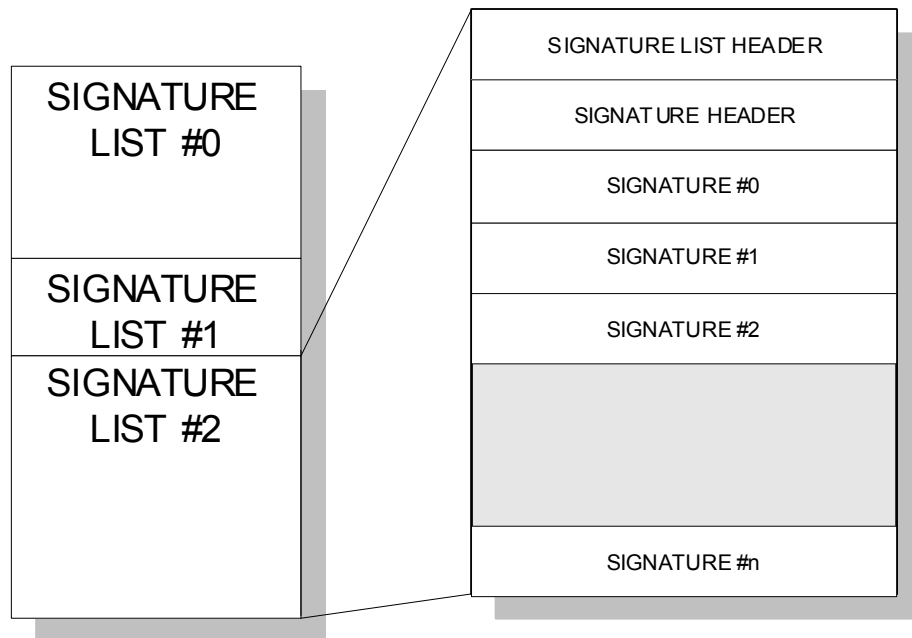 SIGNATURE
LIST #0
SIGNATURE
LIST #1
SIGNATURE
LIST #2
SIGNATURE LIST HEADER
SIGNATURE HEADER
SIGNATURE #0
SIGNATURE #1
SIGNATURE #2
SIGNATURE #n